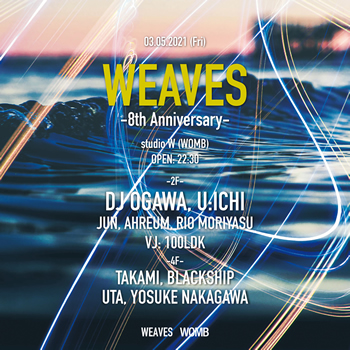 03.05.2021 (Fri)
WEAVES
-8th Anniversary-
studio W (WOMB)
OPEN: 22:30
-2F-
DJ OGAWA, U:ICHI
JUN, AHREUM, RIO MORIYASU
VJ: 100LDK
-4F-
TAKAMI, BLACKSHIP
UTA, YOSUKE NAKAGAWA
WEAVES WOMB